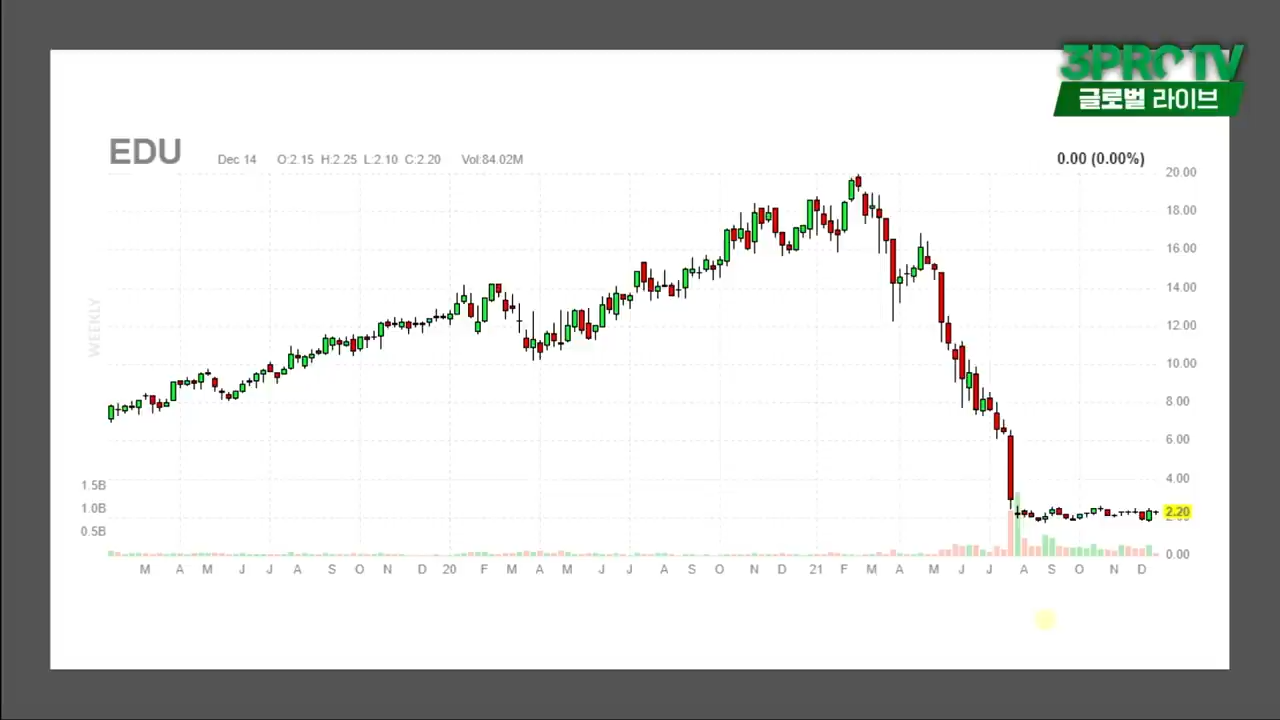 3PRO TV
글로벌 라이브
EDU Dec 14 O:2.15 H:2.25 L:2.10 C:2.20 Vol:84.02M 0.00 (0.00%)
20.00
18.00
16.00
14.00
12.00
10.00
8.00
6.00
4.00
2.20
0.00
WEEKLY
1.5B
1.0B
0.5B
M A M J J A S O N D 20 F M A M J J A S O N D 21 F M A M J J A S O N D